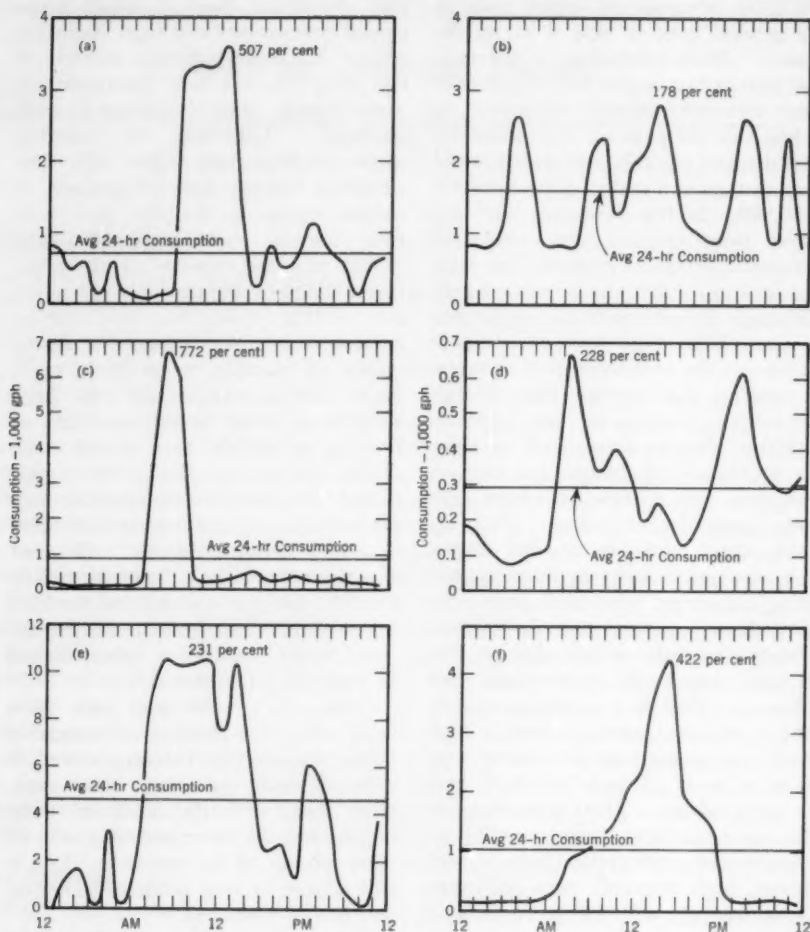 (a)
507 per cent
Avg 24-hr Consumption
4
3
2
1
0
(b)
178 per cent
Avg 24-hr Consumption
4
3
2
1
0
(c)
772 per cent
Avg 24-hr Consumption
7
6
5
4
3
2
1
0
Consumption – 1,000 gph
(d)
228 per cent
Avg 24-hr Consumption
0.7
0.6
0.5
0.4
0.3
0.2
0.1
0
Consumption – 1,000 gph
(e)
231 per cent
Avg 24-hr Consumption
12
10
8
6
4
2
0
12 AM 12 PM 12
(f)
422 per cent
Avg 24-hr Consumption
4
3
2
1
0
12 AM 12 PM 12